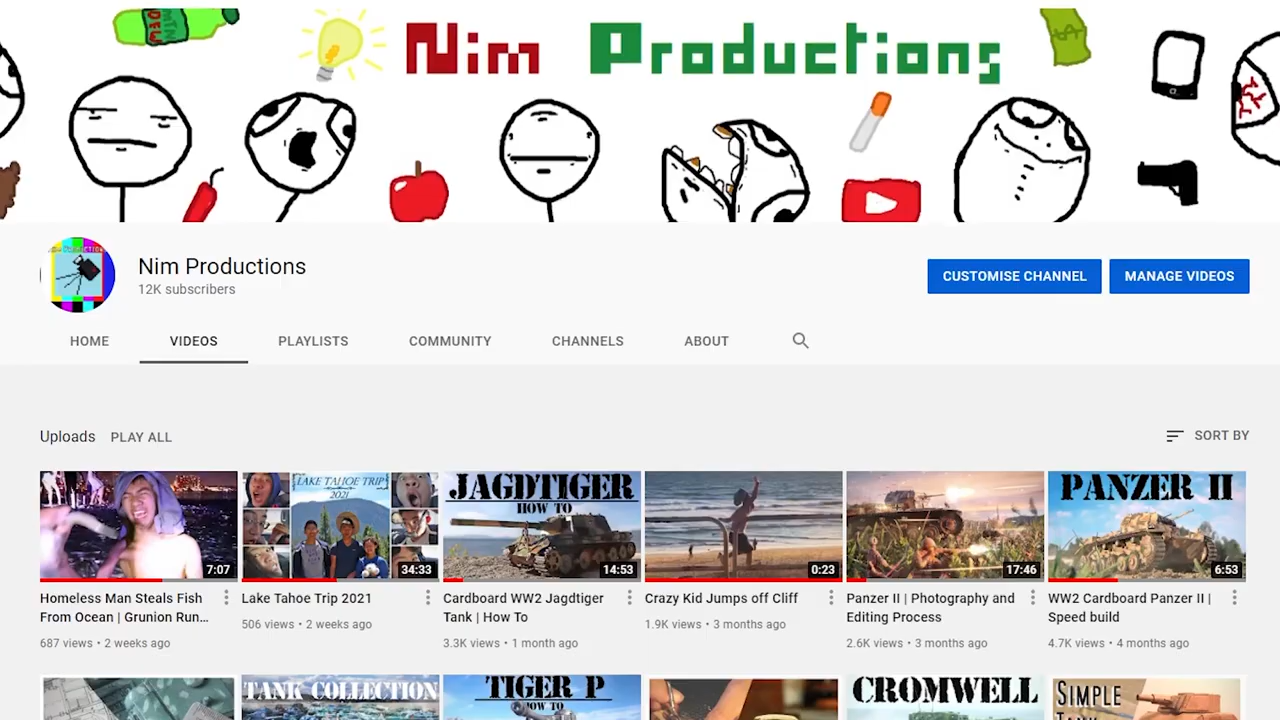 MTN
DEW
Nim Productions
Nim Productions
12K subscribers
CUSTOMISE CHANNEL
MANAGE VIDEOS
HOME
VIDEOS
PLAYLISTS
COMMUNITY
CHANNELS
ABOUT
Uploads
PLAY ALL
SORT BY
7:07
LAKE TAHOE TRIP
2021
34:33
JAGDTIGER
HOW TO
14:53
0:23
17:46
PANZER II
6:53
Homeless Man Steals Fish
From Ocean | Grunion Run...
687 views • 2 weeks ago
Lake Tahoe Trip 2021
506 views • 2 weeks ago
Cardboard WW2 Jagdtiger
Tank | How To
3.3K views • 1 month ago
Crazy Kid Jumps off Cliff
1.9K views • 3 months ago
Panzer II | Photography and
Editing Process
2.6K views • 3 months ago
WW2 Cardboard Panzer II |
Speed build
4.7K views • 4 months ago
TANK COLLECTION
TIGER P
HOW TO
CROMWELL
SIMPLE